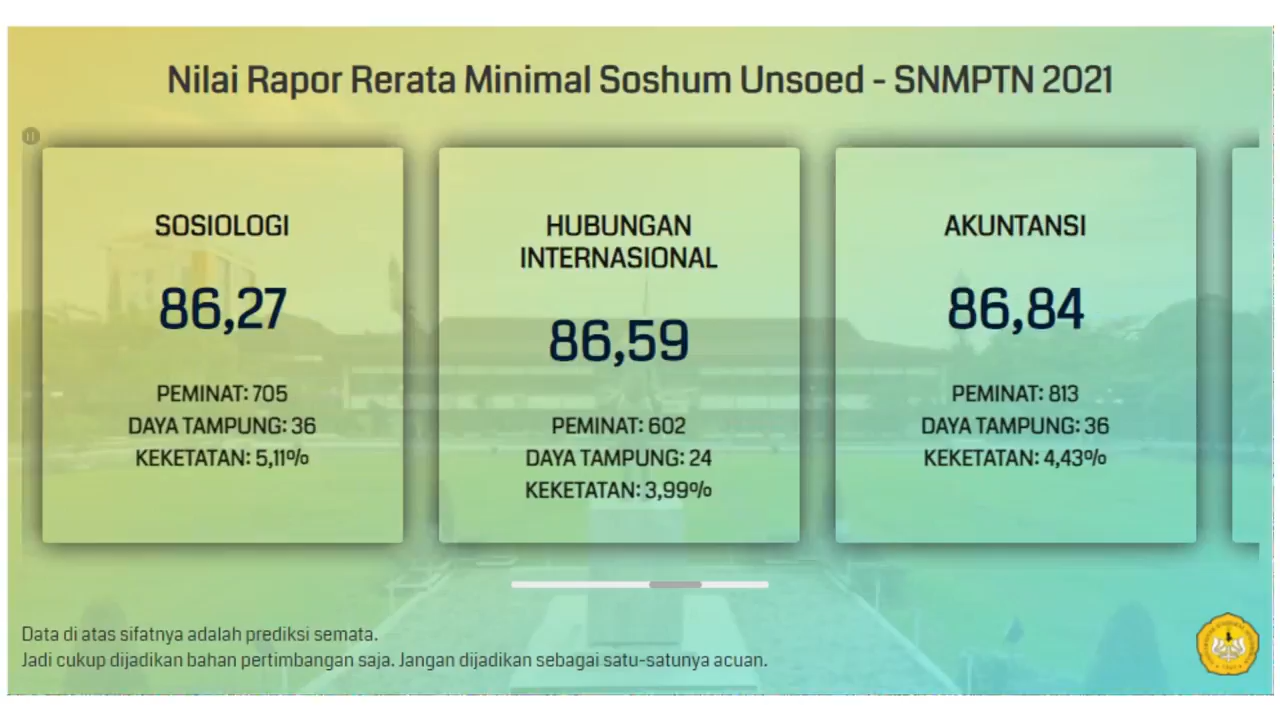 Nilai Rapor Rerata Minimal Soshum Unsoed - SNMPTN 2021
SOSIOLOGI
86,27
PEMINAT: 705
DAYA TAMPUNG: 36
KEKETATAN: 5,11%
HUBUNGAN
INTERNASIONAL
86,59
PEMINAT: 602
DAYA TAMPUNG: 24
KEKETATAN: 3,99%
AKUNTANSI
86,84
PEMINAT: 813
DAYA TAMPUNG: 36
KEKETATAN: 4,43%
Data di atas sifatnya adalah prediksi semata.
Jadi cukup dijadikan bahan pertimbangan saja. Jangan dijadikan sebagai satu-satunya acuan.